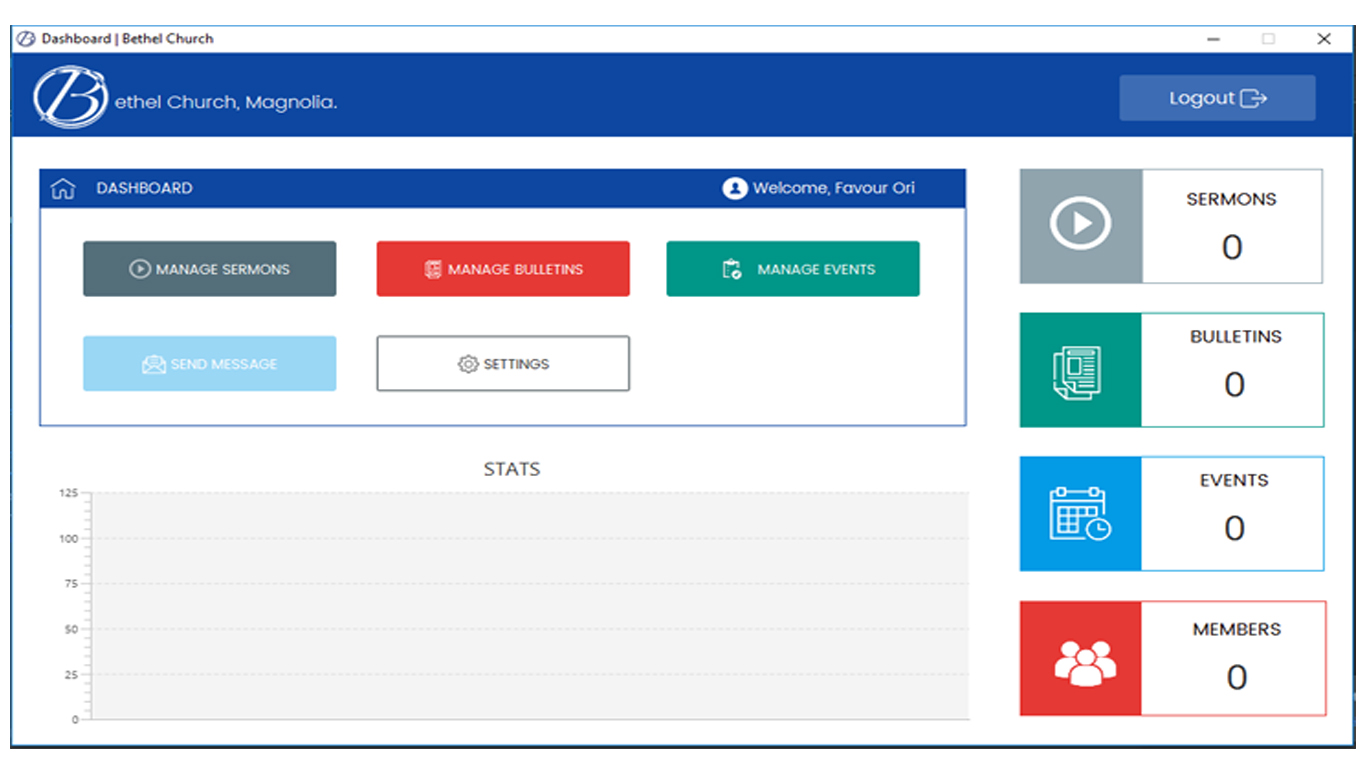 Dashboard | Bethel Church
B
ethel Church, Magnolia.
Logout
DASHBOARD
Welcome, Favour Ori
MANAGE SERMONS
MANAGE BULLETINS
MANAGE EVENTS
SEND MESSAGE
SETTINGS
SERMONS
0
BULLETINS
0
EVENTS
0
MEMBERS
0
STATS
125
100
75
50
25
0